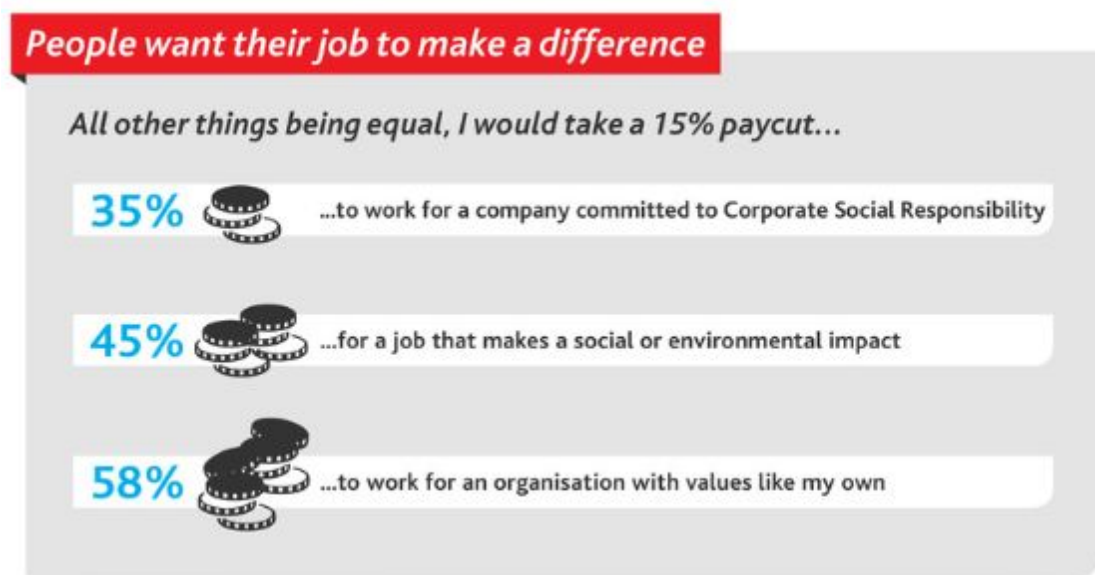 People want their job to make a difference
All other things being equal, I would take a 15% paycut...
35% ...to work for a company committed to Corporate Social Responsibility
45% ...for a job that makes a social or environmental impact
58% ...to work for an organisation with values like my own